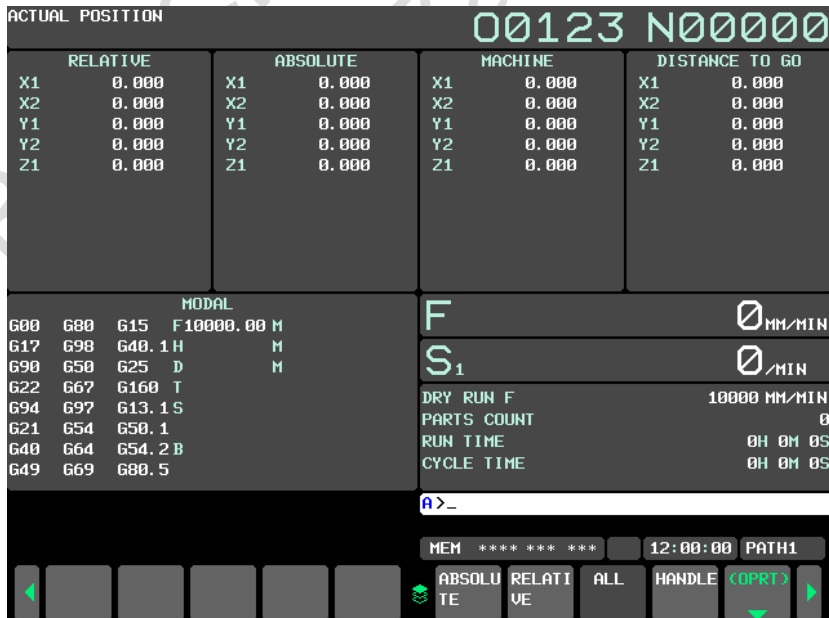 ACTUAL POSITION O0123 N00000
RELATIVE ABSOLUTE MACHINE DISTANCE TO GO
X1 0.000 X1 0.000 X1 0.000 X1 0.000
X2 0.000 X2 0.000 X2 0.000 X2 0.000
Y1 0.000 Y1 0.000 Y1 0.000 Y1 0.000
Y2 0.000 Y2 0.000 Y2 0.000 Y2 0.000
Z1 0.000 Z1 0.000 Z1 0.000 Z1 0.000
MODAL
G00 G80 G15 F10000.00 M
G17 G98 G40.1 H M
G90 G50 G25 D M
G22 G67 G160 T
G94 G97 G13.1 S
G21 G54 G50.1
G40 G64 G54.2 B
G49 G69 G80.5
F 0 MM/MIN
S1 0 /MIN
DRY RUN F 10000 MM/MIN
PARTS COUNT 0
RUN TIME 0H 0M 0S
CYCLE TIME 0H 0M 0S
A>_
MEM **** *** *** 12:00:00 PATH1
ABSOLU RELATI ALL HANDLE (OPRT)
TE VE